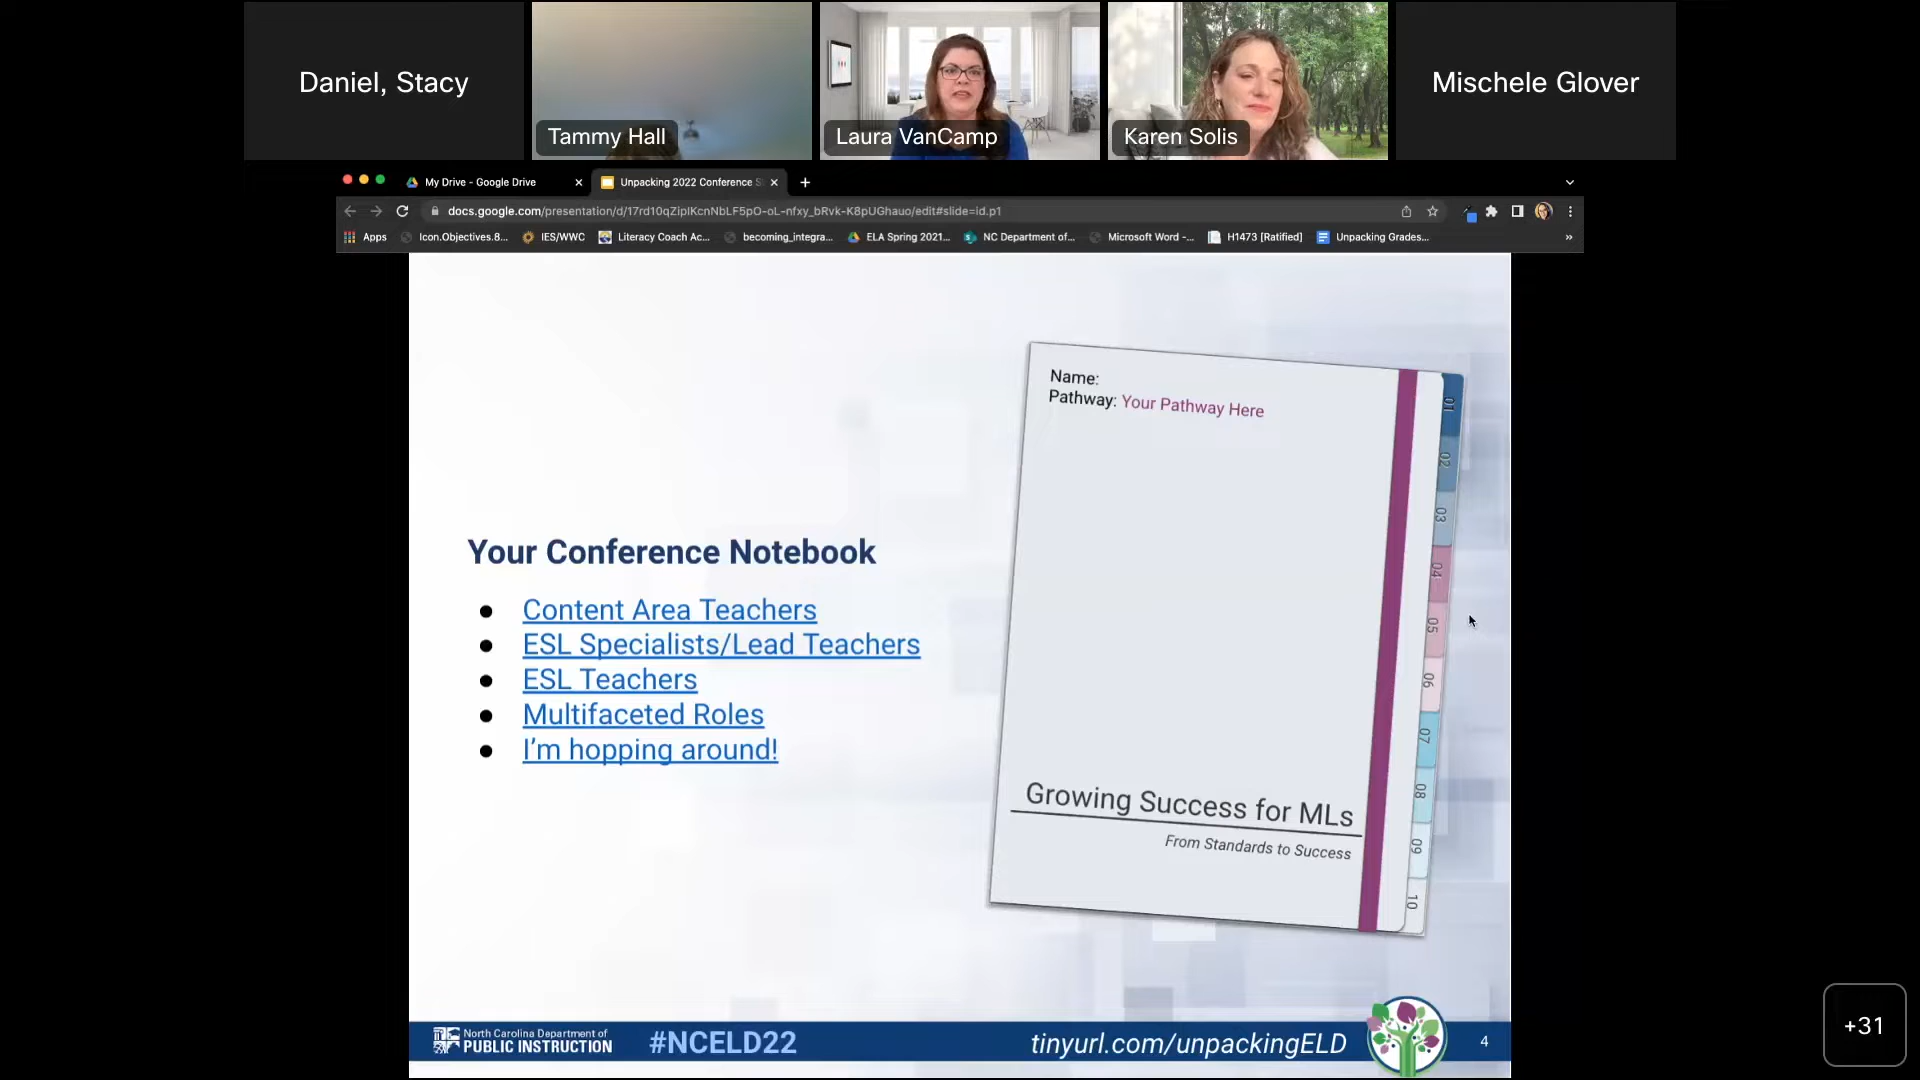 Daniel, Stacy
Tammy Hall
Laura VanCamp
Karen Solis
Mischele Glover
My Drive - Google Drive
Unpacking 2022 Conference S
docs.google.com/presentation/d/17rd10qZipIKcnNbLF5pO-oL-nfxy_bRvk-K8pUGhauo/edit#slide=id.p1
Apps
Icon.Objectives.8...
IES/WWC
Literacy Coach Ac...
becoming_integra...
ELA Spring 2021...
NC Department of...
Microsoft Word -...
H1473 [Ratified]
Unpacking Grades...
»
Name:
Pathway: Your Pathway Here
01
02
03
04
05
06
07
08
09
10
Your Conference Notebook
● Content Area Teachers
● ESL Specialists/Lead Teachers
● ESL Teachers
● Multifaceted Roles
● I’m hopping around!
Growing Success for MLs
From Standards to Success
North Carolina Department of
PUBLIC INSTRUCTION
#NCELD22
tinyurl.com/unpackingELD
4
+31